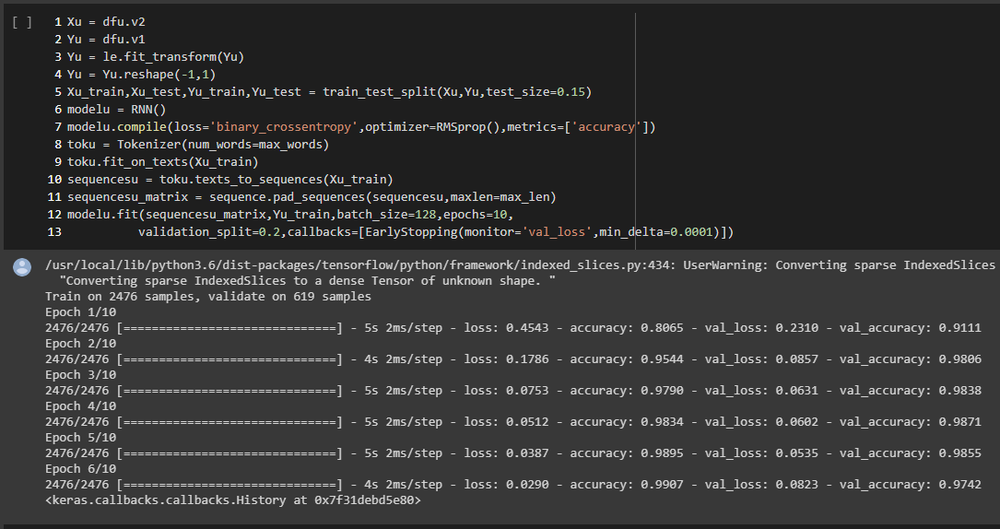 [ ] 1 Xu = dfu.v2
2 Yu = dfu.v1
3 Yu = le.fit_transform(Yu)
4 Yu = Yu.reshape(-1,1)
5 Xu_train,Xu_test,Yu_train,Yu_test = train_test_split(Xu,Yu,test_size=0.15)
6 modelu = RNN()
7 modelu.compile(loss='binary_crossentropy',optimizer=RMSprop(),metrics=['accuracy'])
8 toku = Tokenizer(num_words=max_words)
9 toku.fit_on_texts(Xu_train)
10 sequencesu = toku.texts_to_sequences(Xu_train)
11 sequencesu_matrix = sequence.pad_sequences(sequencesu,maxlen=max_len)
12 modelu.fit(sequencesu_matrix,Yu_train,batch_size=128,epochs=10,
13 validation_split=0.2,callbacks=[EarlyStopping(monitor='val_loss',min_delta=0.0001)])
/usr/local/lib/python3.6/dist-packages/tensorflow/python/framework/indexed_slices.py:434: UserWarning: Converting sparse IndexedSlices
"Converting sparse IndexedSlices to a dense Tensor of unknown shape. "
Train on 2476 samples, validate on 619 samples
Epoch 1/10
2476/2476 [==============================] - 5s 2ms/step - loss: 0.4543 - accuracy: 0.8065 - val_loss: 0.2310 - val_accuracy: 0.9111
Epoch 2/10
2476/2476 [==============================] - 4s 2ms/step - loss: 0.1786 - accuracy: 0.9544 - val_loss: 0.0857 - val_accuracy: 0.9806
Epoch 3/10
2476/2476 [==============================] - 5s 2ms/step - loss: 0.0753 - accuracy: 0.9790 - val_loss: 0.0631 - val_accuracy: 0.9838
Epoch 4/10
2476/2476 [==============================] - 5s 2ms/step - loss: 0.0512 - accuracy: 0.9834 - val_loss: 0.0602 - val_accuracy: 0.9871
Epoch 5/10
2476/2476 [==============================] - 5s 2ms/step - loss: 0.0387 - accuracy: 0.9895 - val_loss: 0.0535 - val_accuracy: 0.9855
Epoch 6/10
2476/2476 [==============================] - 4s 2ms/step - loss: 0.0290 - accuracy: 0.9907 - val_loss: 0.0823 - val_accuracy: 0.9742
<keras.callbacks.callbacks.History at 0x7f31debd5e80>